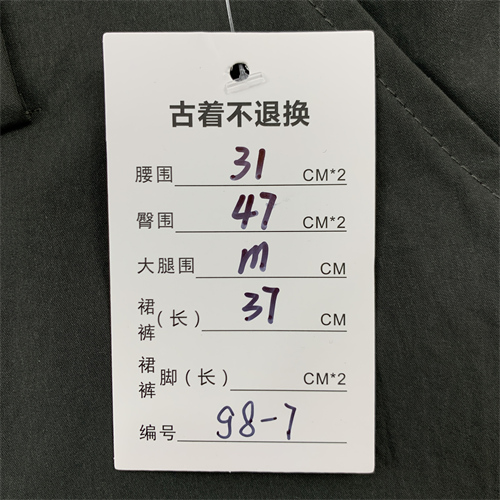 古着不退换
腰围 31 CM*2
臀围 47 CM*2
大腿围 m CM
裙裤(长) 37 CM
裙裤脚(长) CM*2
编号 98-7